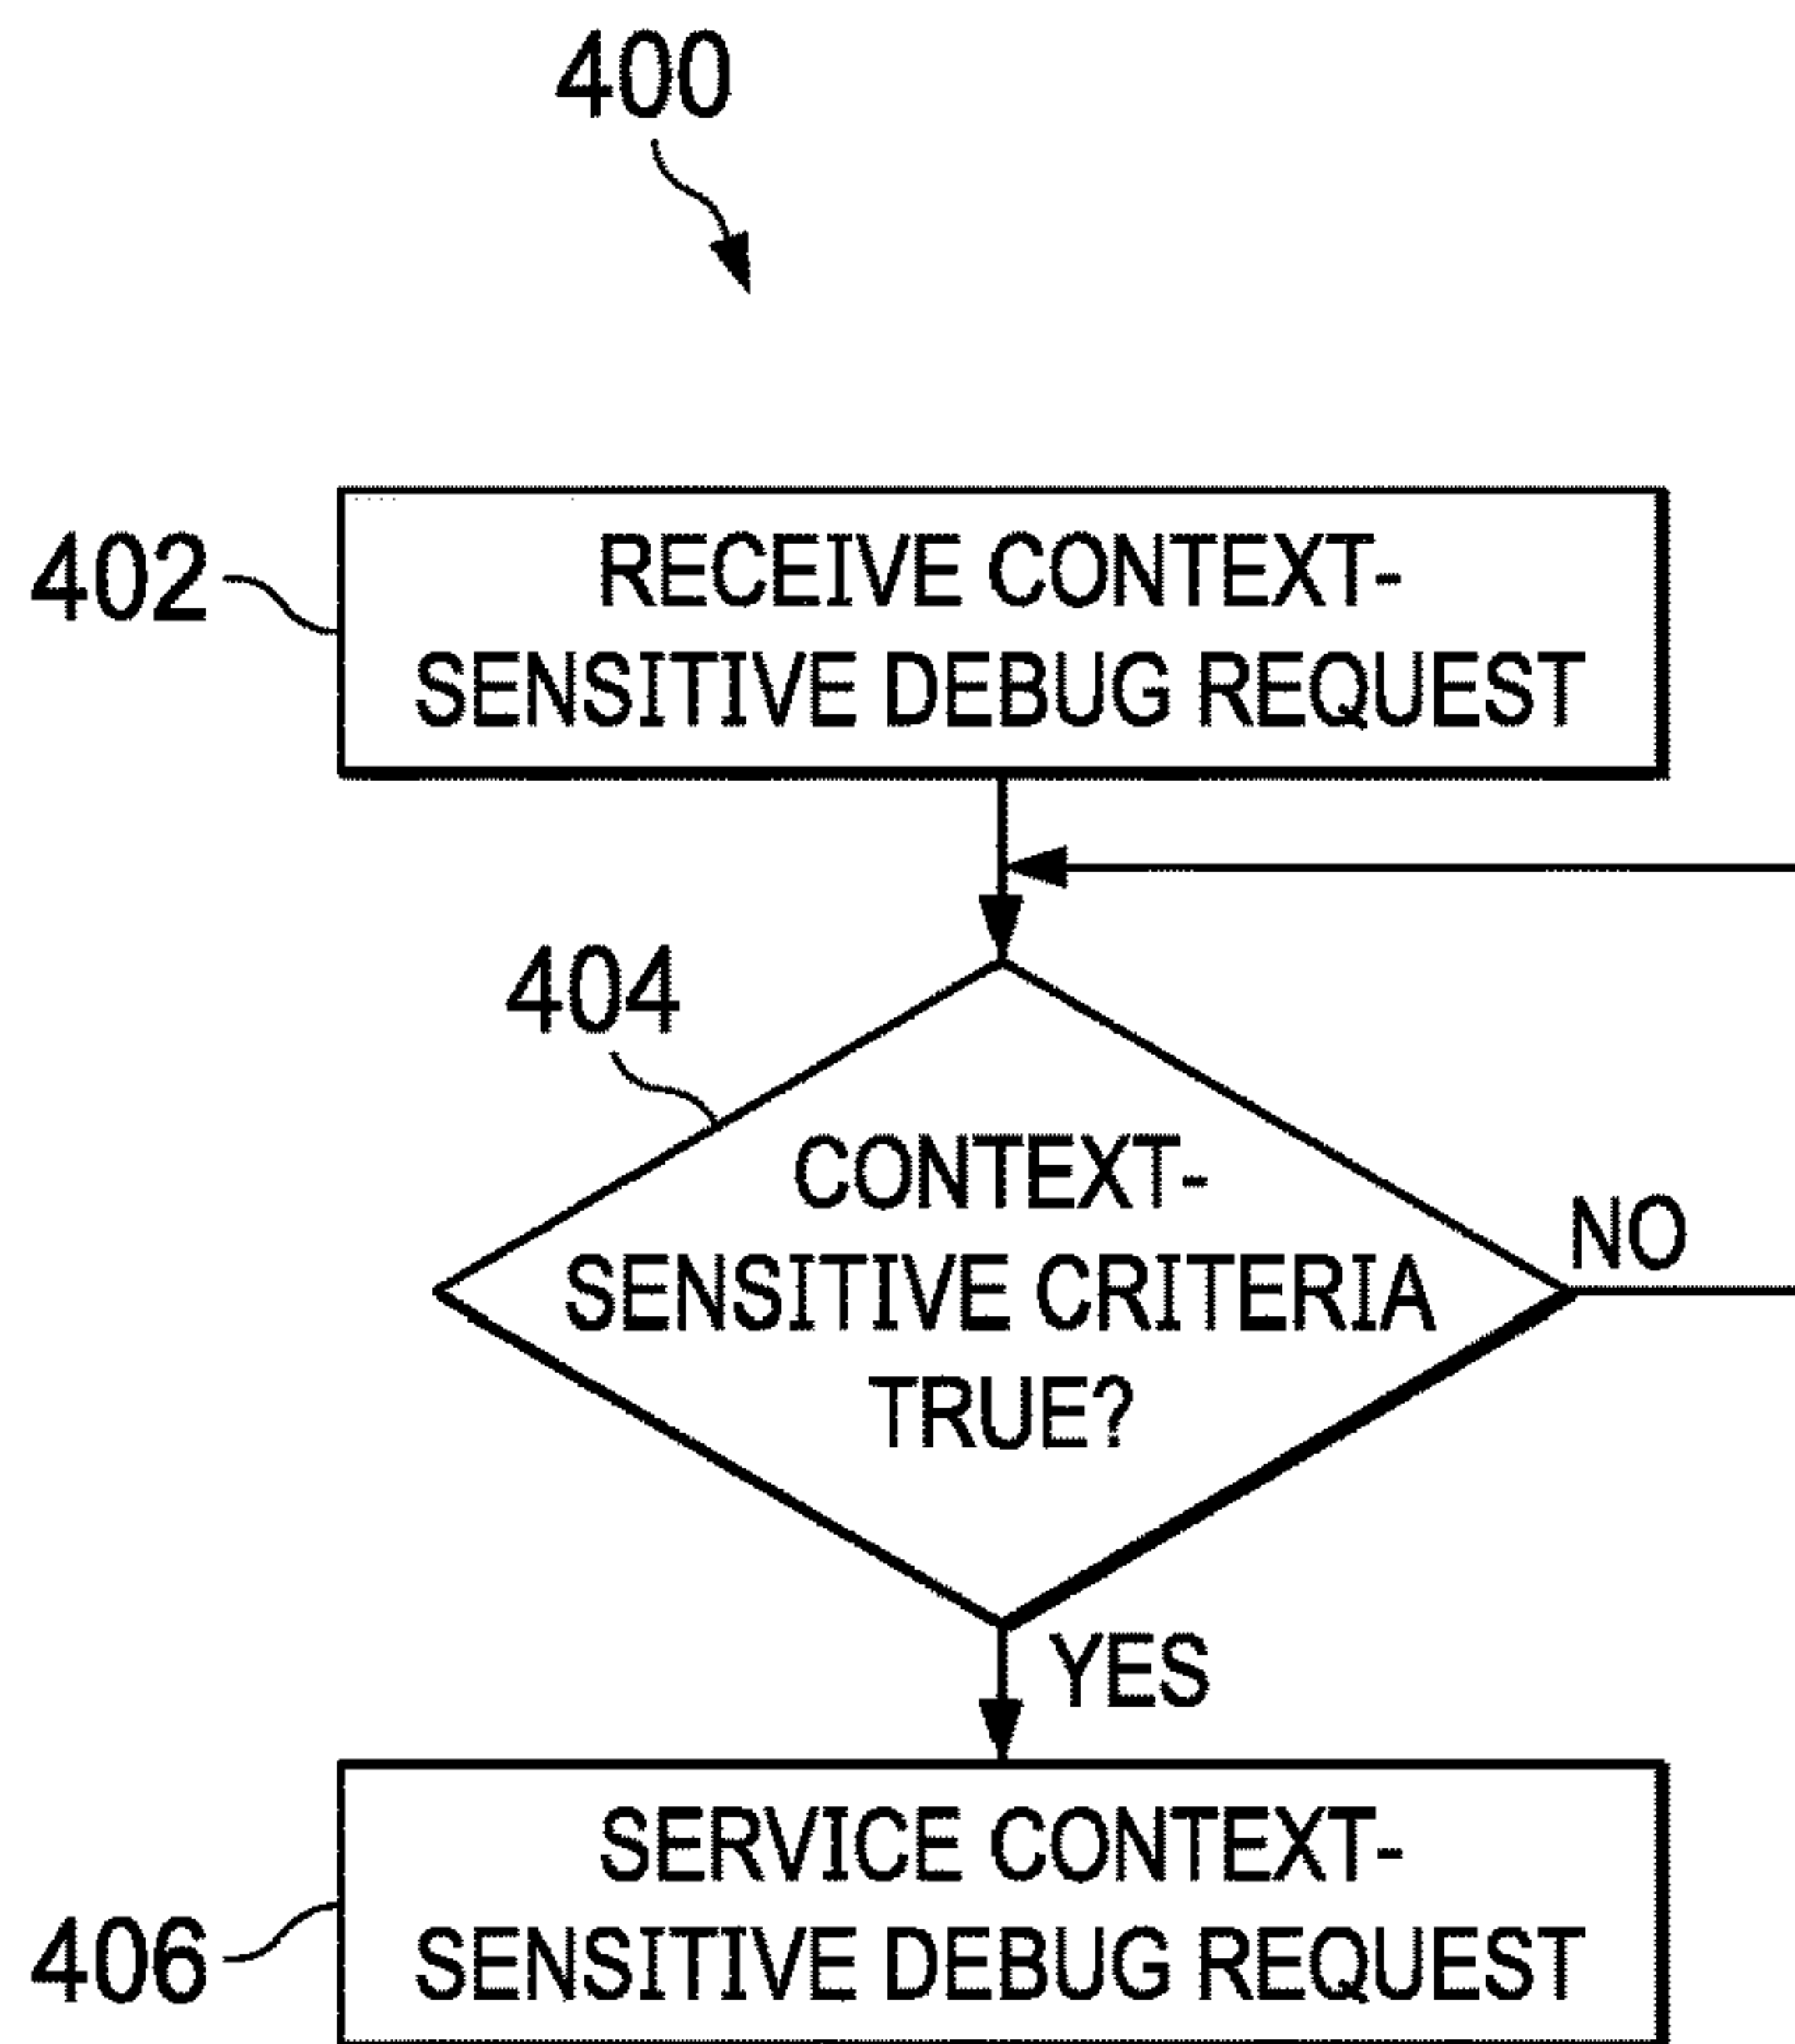 400
402
RECEIVE CONTEXT-
SENSITIVE DEBUG REQUEST
404
CONTEXT-
SENSITIVE CRITERIA
TRUE?
NO
YES
406
SERVICE CONTEXT-
SENSITIVE DEBUG REQUEST